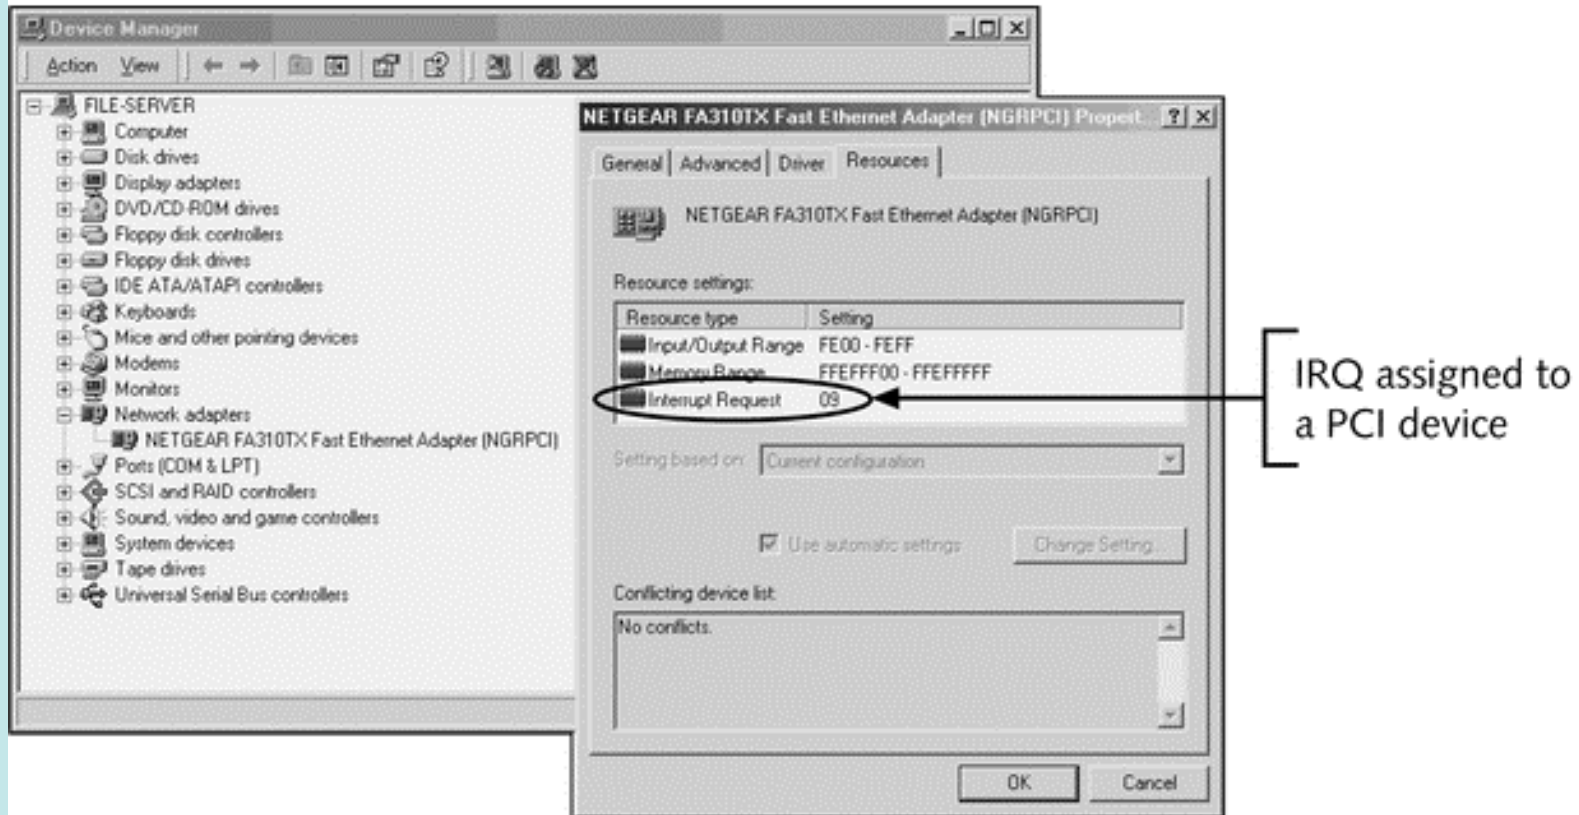 Device Manager
Action View
FILE-SERVER
Computer
Disk drives
Display adapters
DVD/CD-ROM drives
Floppy disk controllers
Floppy disk drives
IDE ATA/ATAPI controllers
Keyboards
Mice and other pointing devices
Modems
Monitors
Network adapters
NETGEAR FA310TX Fast Ethernet Adapter (NGRPCI)
Ports (COM & LPT)
SCSI and RAID controllers
Sound, video and game controllers
System devices
Tape drives
Universal Serial Bus controllers
NETGEAR FA310TX Fast Ethernet Adapter (NGRPCI) Propert
General Advanced Driver Resources
NETGEAR FA310TX Fast Ethernet Adapter (NGRPCI)
Resource settings:
Resource type Setting
Input/Output Range FE00 - FEFF
Memory Range FFEFFF00 - FFEFFFFF
Interrupt Request 09
Setting based on: Current configuration
Use automatic settings Change Setting...
Conflicting device list:
No conflicts.
OK Cancel
IRQ assigned to
a PCI device